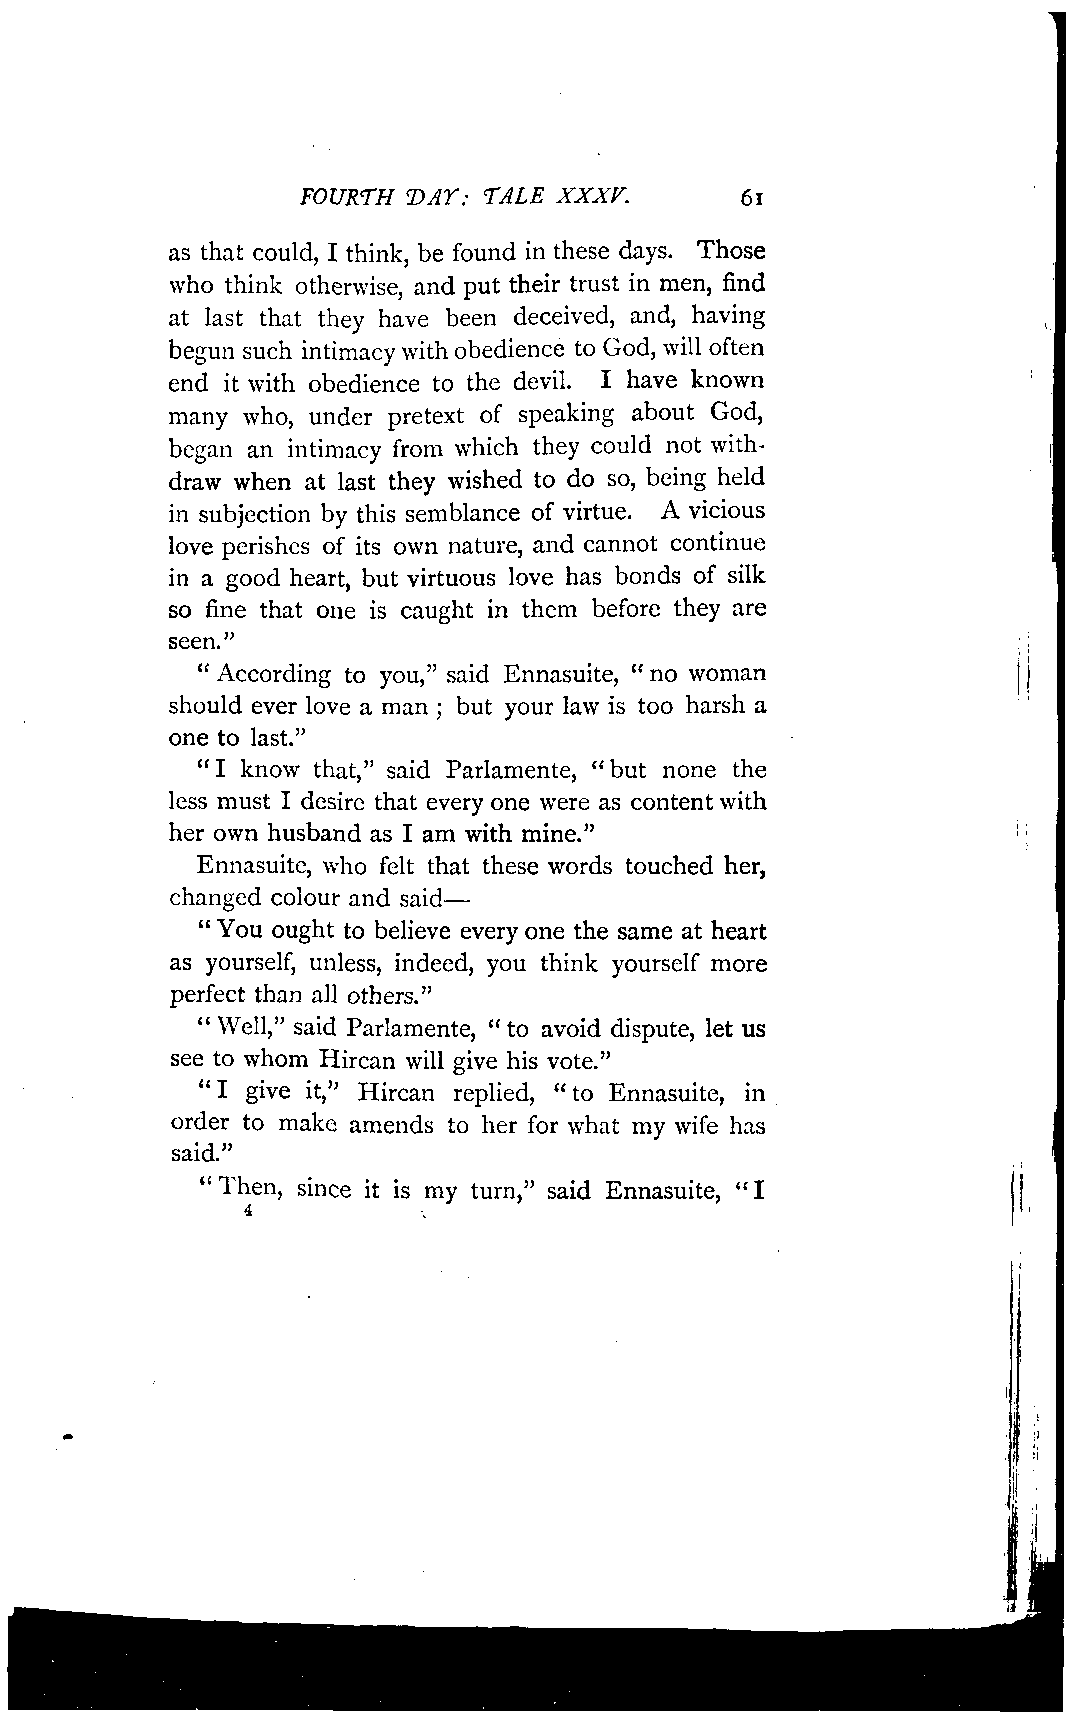 FOURTH DAY: TALE XXXV. 61
as that could, I think, be found in these days. Those
who think otherwise, and put their trust in men, find
at last that they have been deceived, and, having
begun such intimacy with obedience to God, will often
end it with obedience to the devil. I have known
many who, under pretext of speaking about God,
began an intimacy from which they could not with-
draw when at last they wished to do so, being held
in subjection by this semblance of virtue. A vicious
love perishes of its own nature, and cannot continue
in a good heart, but virtuous love has bonds of silk
so fine that one is caught in them before they are
seen.”
“According to you,” said Ennasuite, “no woman
should ever love a man ; but your law is too harsh a
one to last.”
“I know that,” said Parlamente, “but none the
less must I desire that every one were as content with
her own husband as I am with mine.”
Ennasuite, who felt that these words touched her,
changed colour and said—
“You ought to believe every one the same at heart
as yourself, unless, indeed, you think yourself more
perfect than all others.”
“Well,” said Parlamente, “to avoid dispute, let us
see to whom Hircan will give his vote.”
“I give it,” Hircan replied, “to Ennasuite, in
order to make amends to her for what my wife has
said.”
“Then, since it is my turn,” said Ennasuite, “I
4